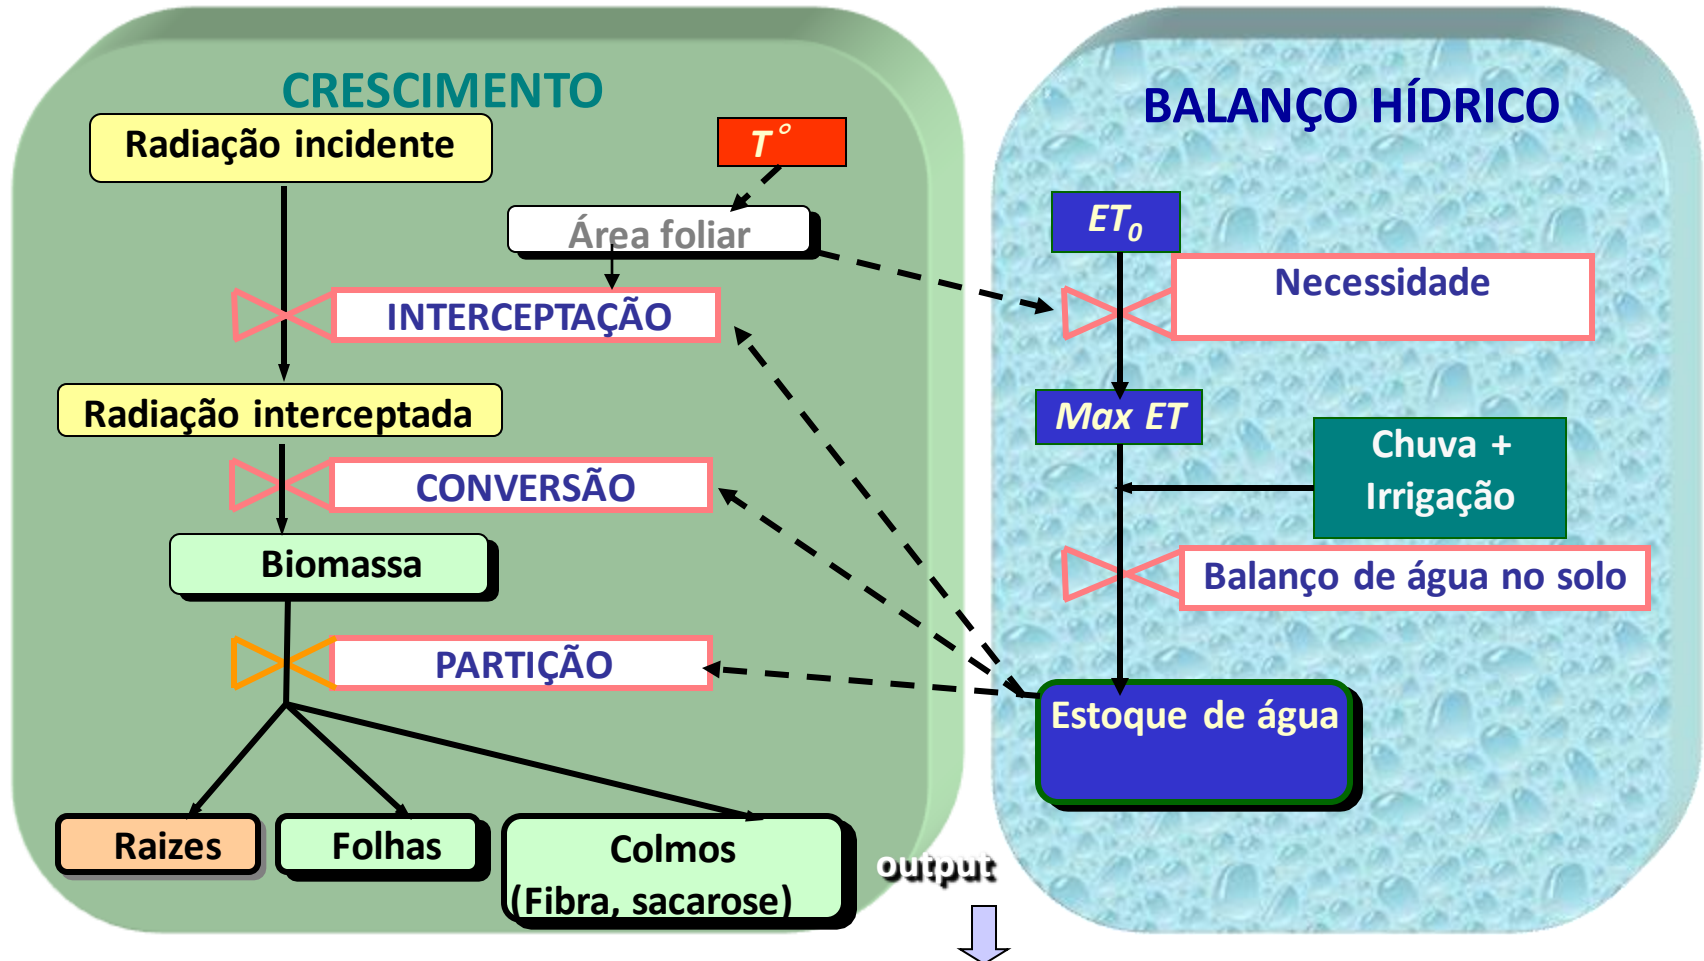 CRESCIMENTO
Radiação incidente
T°
Área foliar
INTERCEPTAÇÃO
Radiação interceptada
CONVERSÃO
Biomassa
PARTIÇÃO
Raizes
Folhas
Colmos
(Fibra, sacarose)
output
BALANÇO HÍDRICO
ET0
Necessidade
Max ET
Chuva +
Irrigação
Balanço de água no solo
Estoque de água